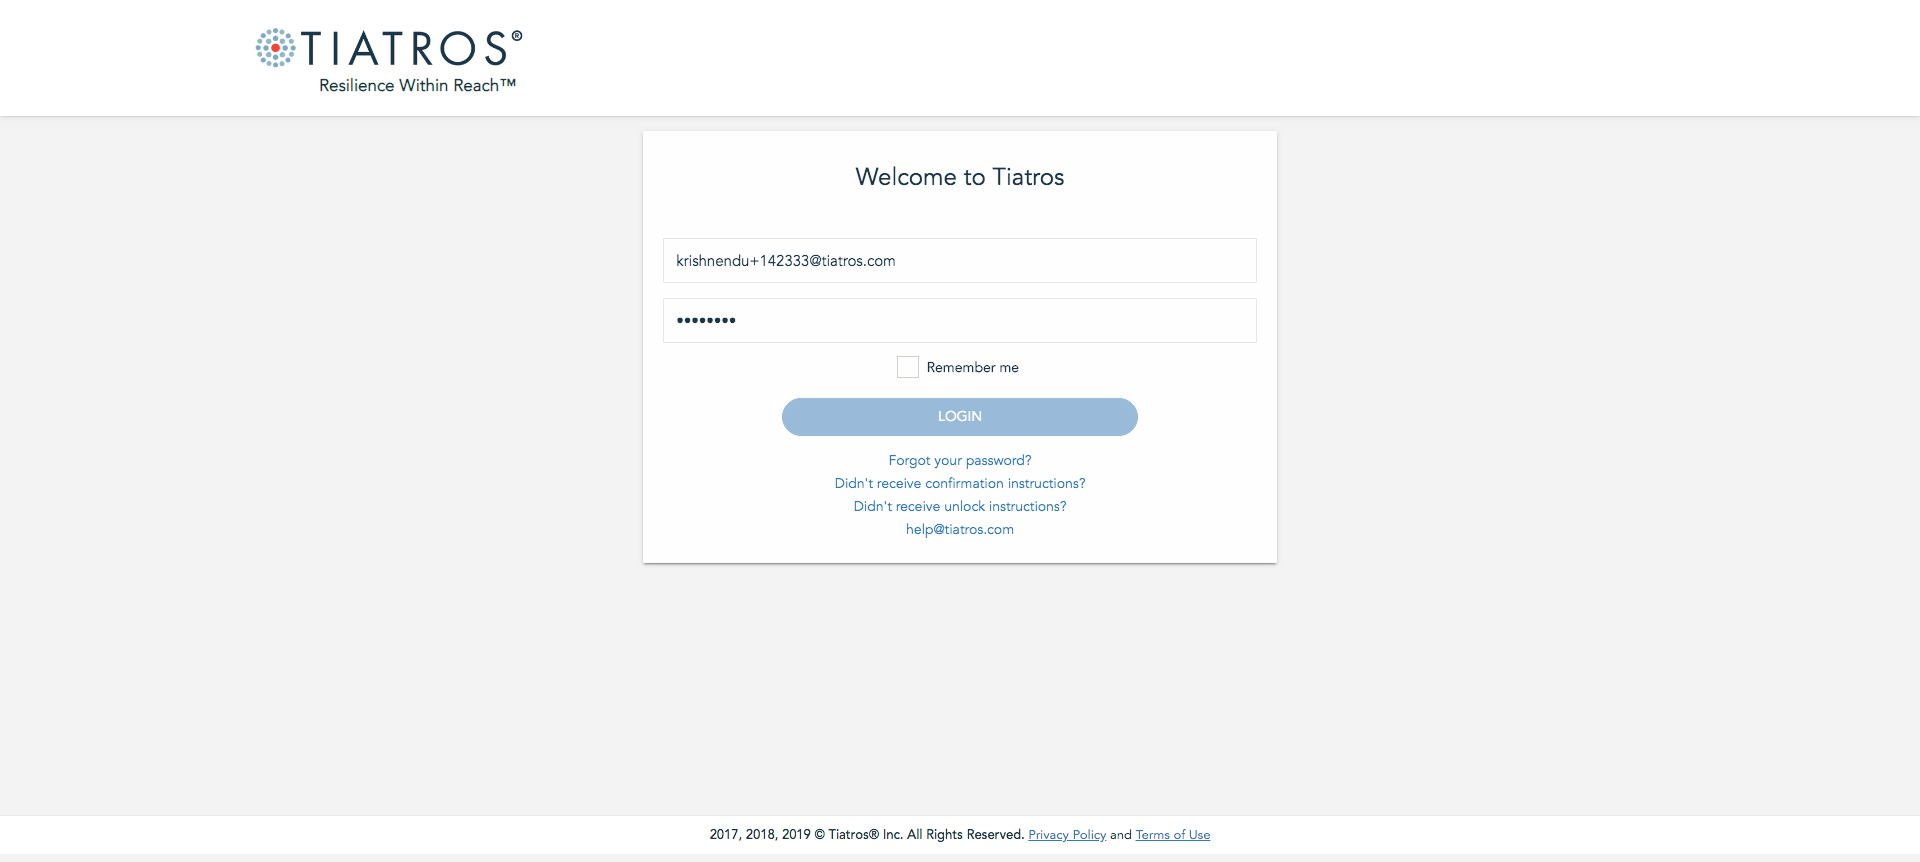 TIATROS®
Resilience Within Reach™
Welcome to Tiatros
krishnendu+142333@tiatros.com
••••••••
Remember me
LOGIN
Forgot your password?
Didn't receive confirmation instructions?
Didn't receive unlock instructions?
help@tiatros.com
2017, 2018, 2019 © Tiatros® Inc. All Rights Reserved. Privacy Policy and Terms of Use